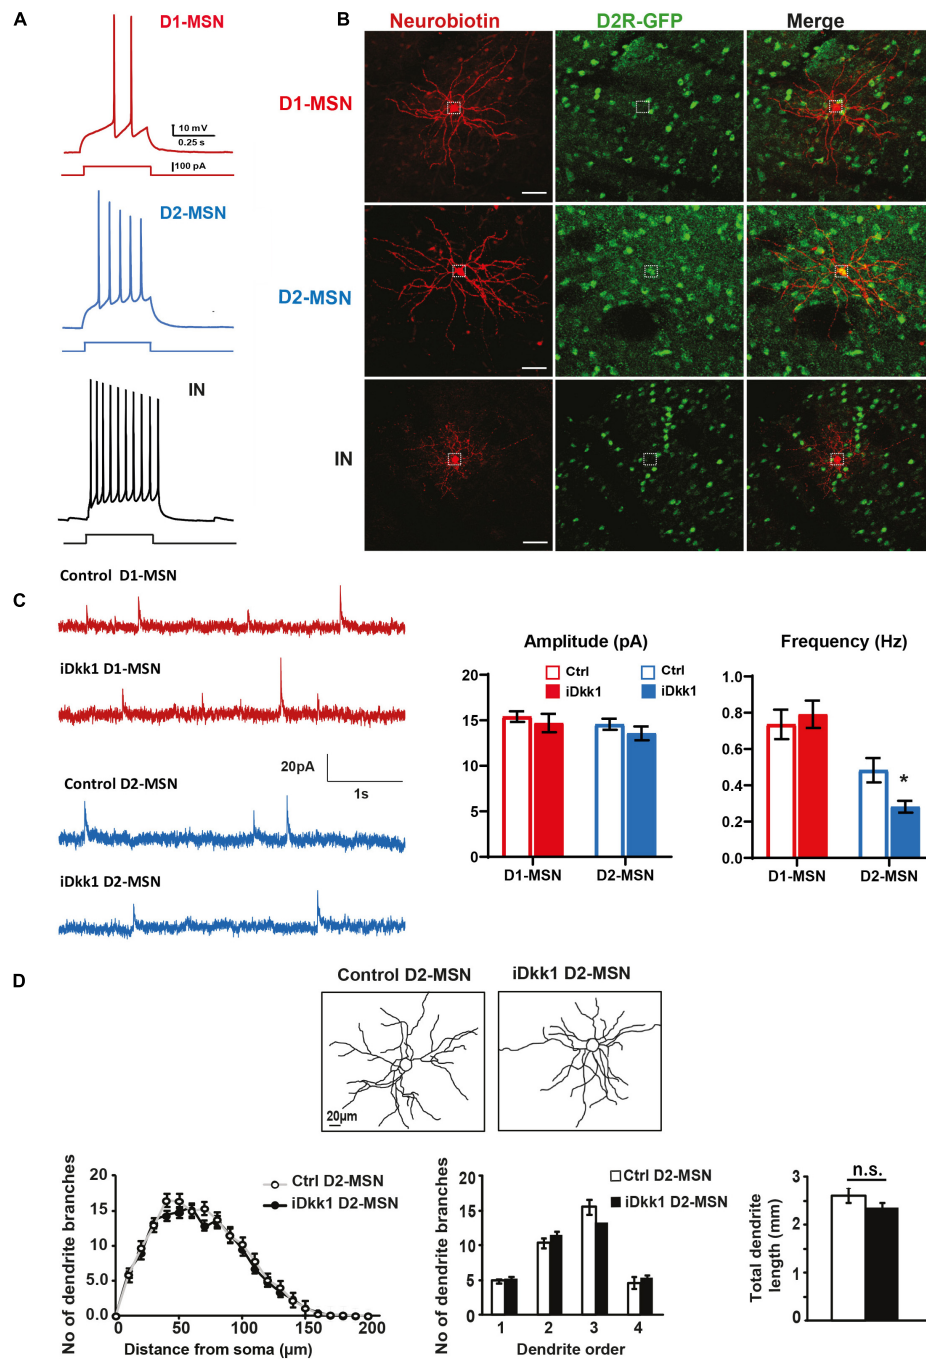 A
D1-MSN
10 mV
0.25 s
100 pA
D2-MSN
IN
B
Neurobiotin
D2R-GFP
Merge
D1-MSN
D2-MSN
IN
C
Control D1-MSN
iDkk1 D1-MSN
20pA
1s
Control D2-MSN
iDkk1 D2-MSN
Amplitude (pA)
Ctrl
iDkk1
Ctrl
iDkk1
20
15
10
5
0
D1-MSN
D2-MSN
Frequency (Hz)
1.0
0.8
0.6
0.4
0.2
0.0
*
D1-MSN
D2-MSN
D
Control D2-MSN
iDkk1 D2-MSN
20µm
No of dendrite branches
20
15
10
5.0
0.0
0
50
100
150
200
Distance from soma (µm)
Ctrl D2-MSN
iDkk1 D2-MSN
No of dendrite branches
20
15
10
5
0
1
2
3
4
Dendrite order
Ctrl D2-MSN
iDkk1 D2-MSN
Total dendrite
length (mm)
3
2
1
0
n.s.